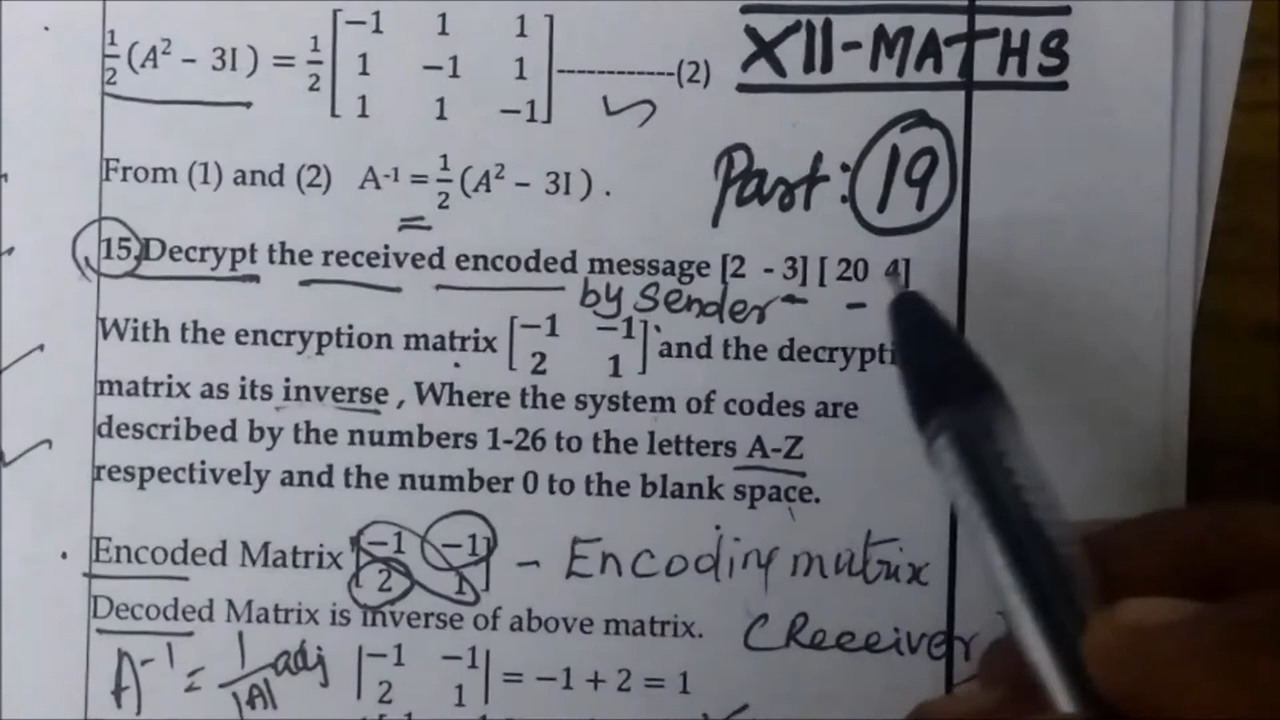 ½(A² − 3I) = ½ [−1 1 1
1 −1 1
1 1 −1] ------------(2)
XII-MATHS
From (1) and (2) A⁻¹ = ½(A² − 3I) .
Part: 19
15.Decrypt the received encoded message [2 - 3] [ 20 4]
by Sender
With the encryption matrix [−1 −1
2 1] and the decrypti
matrix as its inverse , Where the system of codes are
described by the numbers 1-26 to the letters A-Z
respectively and the number 0 to the blank space.
Encoded Matrix [−1 −1
2 1] - Encoding matrix
Decoded Matrix is inverse of above matrix. (Receiver
A⁻¹ = 1/|A| adj |−1 −1
2 1| = −1 + 2 = 1